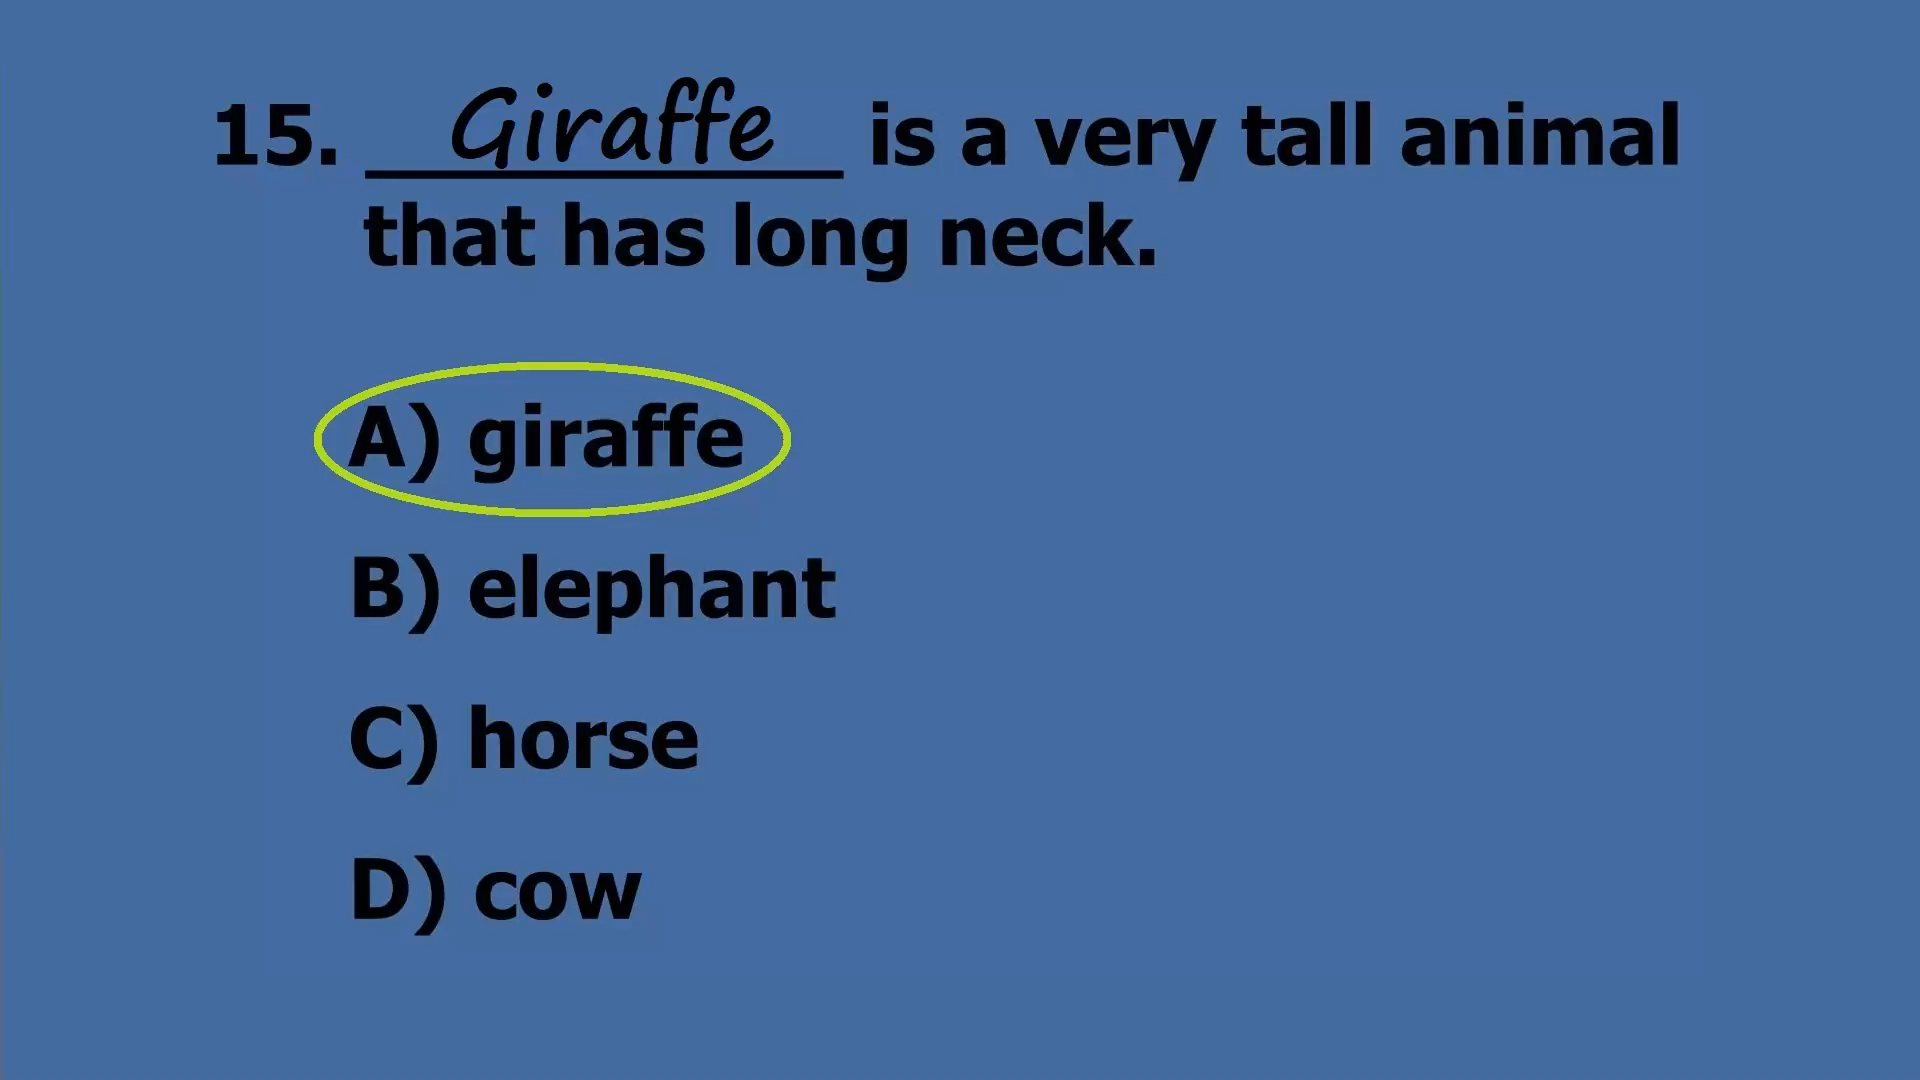 15. Giraffe is a very tall animal
that has long neck.
A) giraffe
B) elephant
C) horse
D) cow